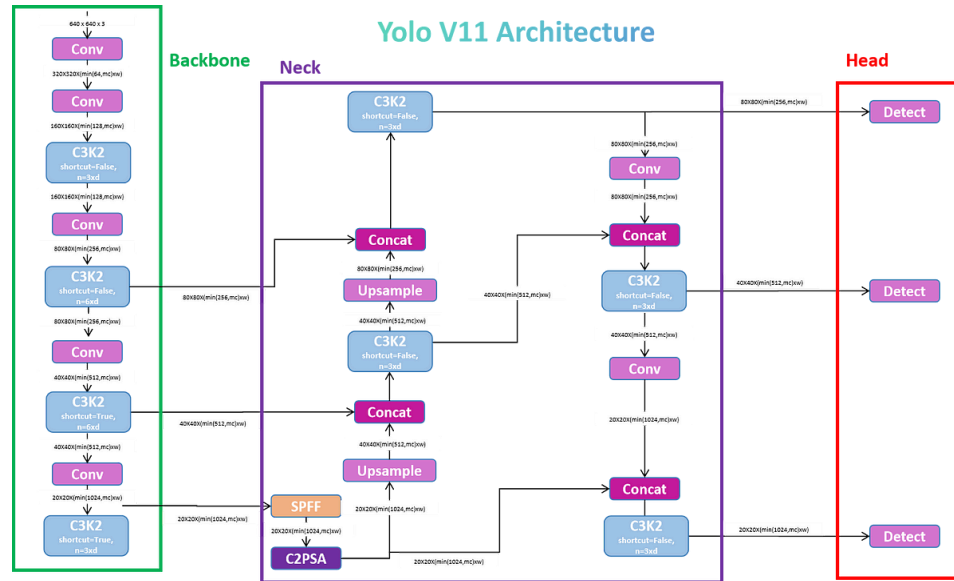 Yolo V11 Architecture
Backbone
640 x 640 x 3
Conv
320X320X(min(64,mc)xw)
Conv
160X160X(min(128,mc)xw)
C3K2
shortcut=False,
n=3xd
160X160X(min(128,mc)xw)
Conv
80X80X(min(256,mc)xw)
C3K2
shortcut=False,
n=6xd
80X80X(min(256,mc)xw)
80X80X(min(256,mc)xw)
Conv
40X40X(min(512,mc)xw)
C3K2
shortcut=True,
n=6xd
40X40X(min(512,mc)xw)
40X40X(min(512,mc)xw)
Conv
20X20X(min(1024,mc)xw)
20X20X(min(1024,mc)xw)
C3K2
shortcut=True,
n=3xd
Neck
C3K2
shortcut=False,
n=3xd
Concat
80X80X(min(256,mc)xw)
Upsample
40X40X(min(512,mc)xw)
C3K2
shortcut=False,
n=3xd
Concat
40X40X(min(512,mc)xw)
Upsample
20X20X(min(1024,mc)xw)
SPFF
20X20X(min(1024,mc)xw)
C2PSA
20X20X(min(1024,mc)xw)
40X40X(min(512,mc)xw)
80X80X(min(256,mc)xw)
Conv
80X80X(min(256,mc)xw)
Concat
C3K2
shortcut=False,
n=3xd
40X40X(min(512,mc)xw)
Conv
20X20X(min(1024,mc)xw)
Concat
C3K2
shortcut=False,
n=3xd
Head
80X80X(min(256,mc)xw)
Detect
40X40X(min(512,mc)xw)
Detect
20X20X(min(1024,mc)xw)
Detect